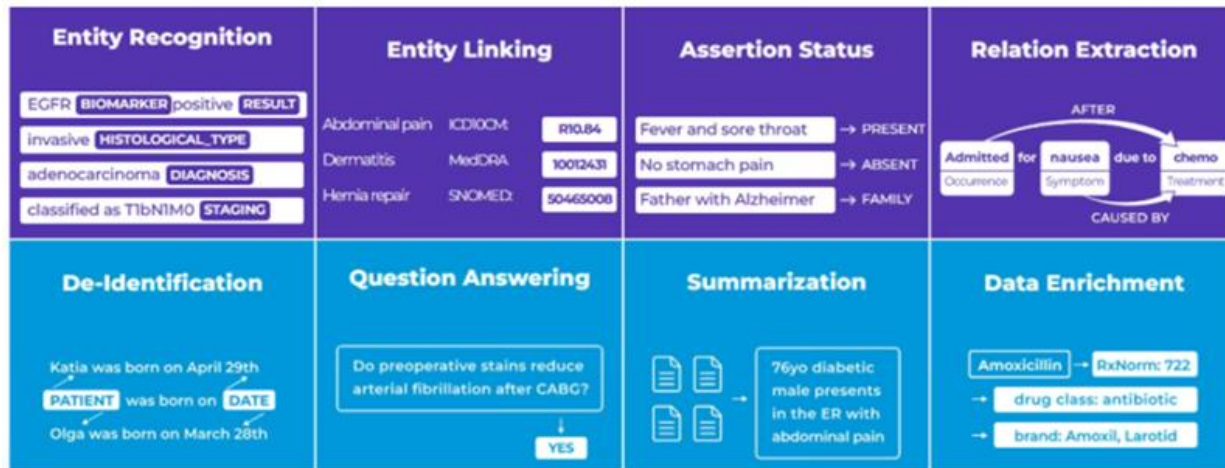 Entity Recognition
EGFR BIOMARKER positive RESULT
invasive HISTOLOGICAL_TYPE
adenocarcinoma DIAGNOSIS
classified as T1bN1M0 STAGING
Entity Linking
Abdominal pain ICD10CM: R10.84
Dermatitis MedDRA 10012431
Hernia repair SNOMED: 50465008
Assertion Status
Fever and sore throat → PRESENT
No stomach pain → ABSENT
Father with Alzheimer → FAMILY
Relation Extraction
AFTER
Admitted for nausea due to chemo
Occurrence Symptom Treatment
CAUSED BY
De-Identification
Katia was born on April 29th
PATIENT was born on DATE
Olga was born on March 28th
Question Answering
Do preoperative stains reduce
arterial fibrillation after CABG?
YES
Summarization
76yo diabetic
male presents
in the ER with
abdominal pain
Data Enrichment
Amoxicillin → RxNorm: 722
→ drug class: antibiotic
→ brand: Amoxil, Larotid